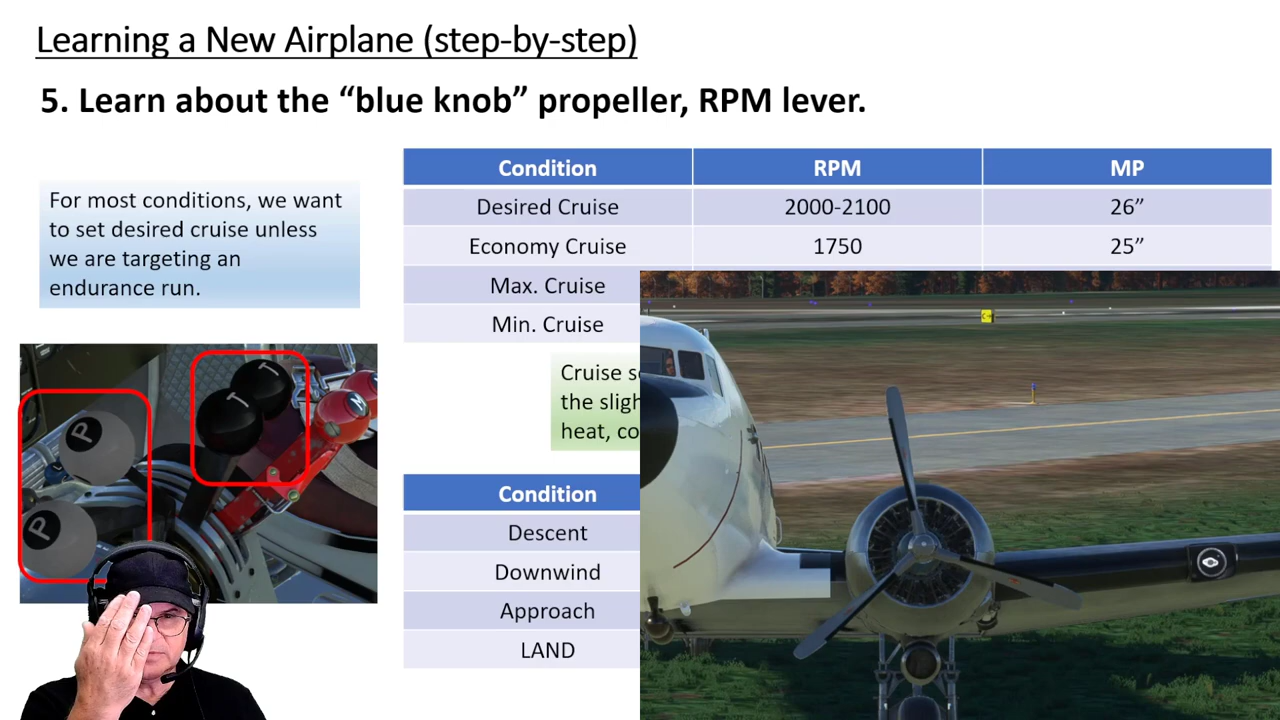 Learning a New Airplane (step-by-step)
5. Learn about the “blue knob” propeller, RPM lever.
For most conditions, we want
to set desired cruise unless
we are targeting an
endurance run.
Condition RPM MP
Desired Cruise 2000-2100 26”
Economy Cruise 1750 25”
Max. Cruise
Min. Cruise
Cruise
the
heat,
P
P
T
T
M
Condition
Descent
Downwind
Approach
LAND